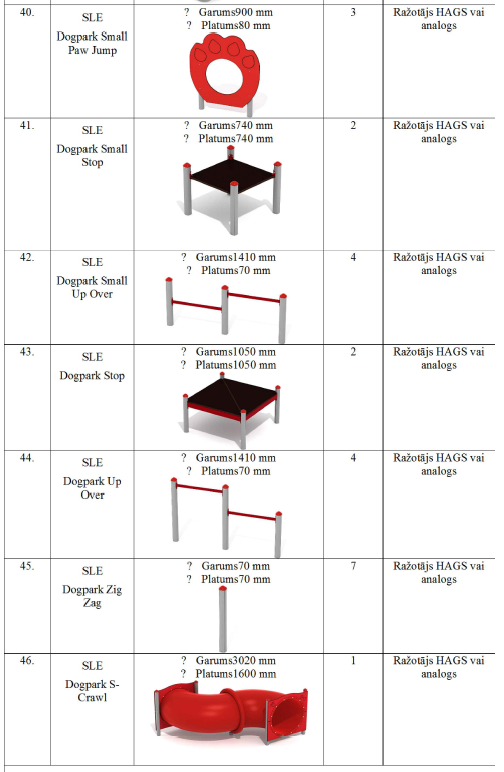 40.
SLE
Dogpark Small
Paw Jump
? Garums900 mm
? Platums80 mm
3
Ražotājs HAGS vai
analogs
41.
SLE
Dogpark Small
Stop
? Garums740 mm
? Platums740 mm
2
Ražotājs HAGS vai
analogs
42.
SLE
Dogpark Small
Up Over
? Garums1410 mm
? Platums70 mm
4
Ražotājs HAGS vai
analogs
43.
SLE
Dogpark Stop
? Garums1050 mm
? Platums1050 mm
2
Ražotājs HAGS vai
analogs
44.
SLE
Dogpark Up
Over
? Garums1410 mm
? Platums70 mm
4
Ražotājs HAGS vai
analogs
45.
SLE
Dogpark Zig
Zag
? Garums70 mm
? Platums70 mm
7
Ražotājs HAGS vai
analogs
46.
SLE
Dogpark S-
Crawl
? Garums3020 mm
? Platums1600 mm
1
Ražotājs HAGS vai
analogs